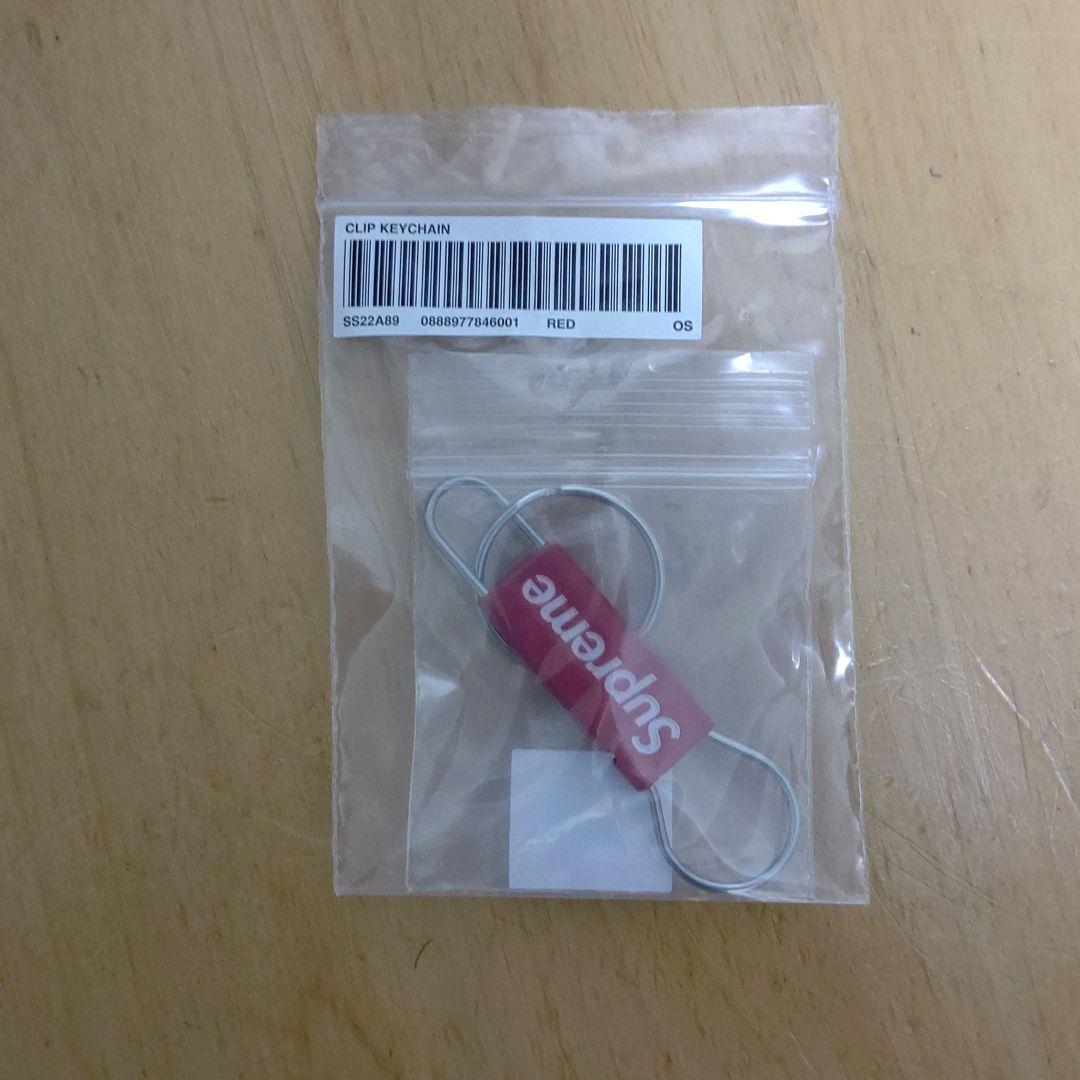 CLIP KEYCHAIN
SS22A89 0888977846001 RED OS
Supreme